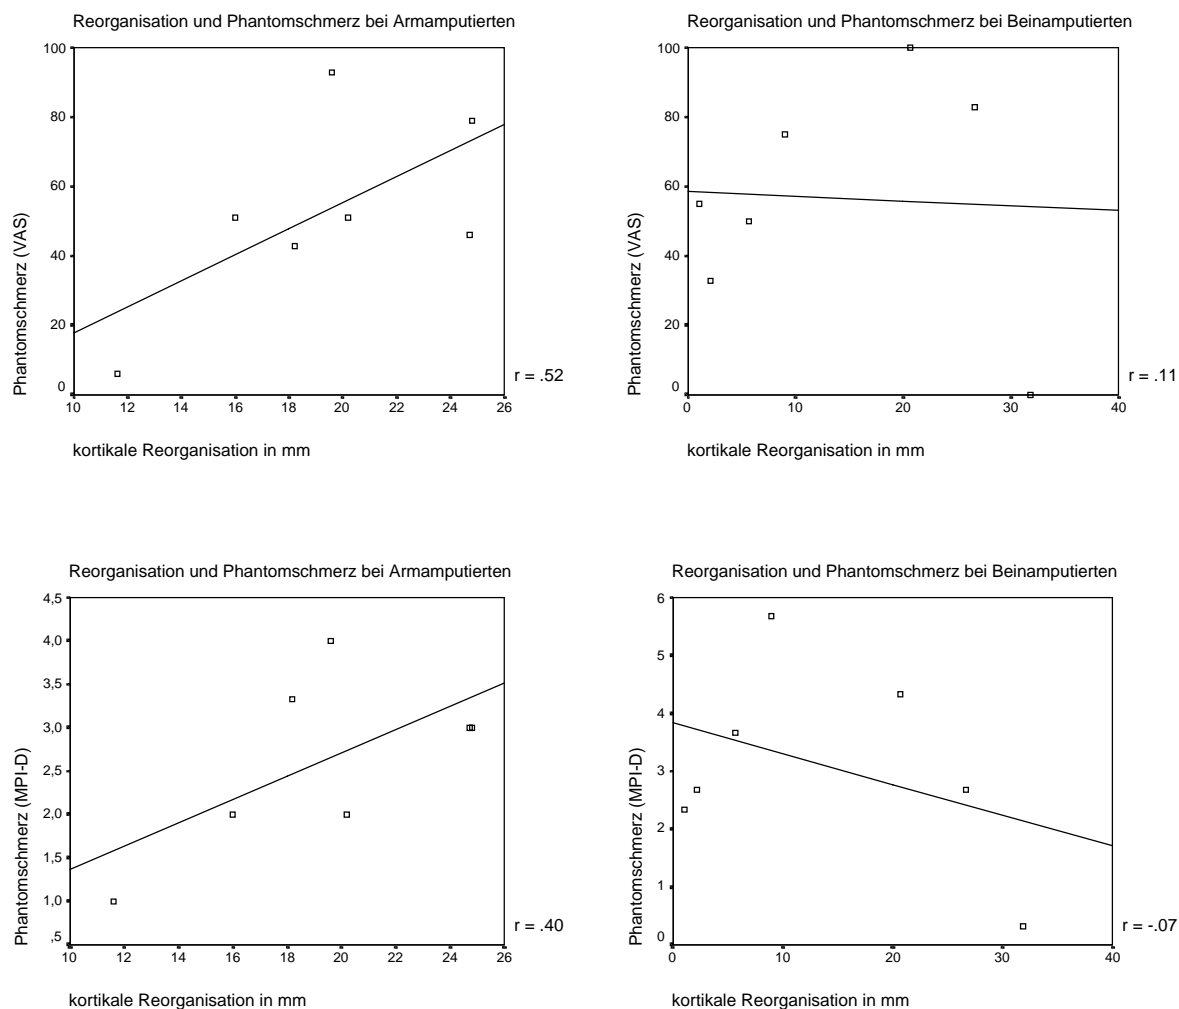 Reorganisation und Phantomschmerz bei Armamputierten
Phantomschmerz (VAS)
100
80
60
40
20
0
10 12 14 16 18 20 22 24 26
r = .52
kortikale Reorganisation in mm
Reorganisation und Phantomschmerz bei Beinamputierten
Phantomschmerz (VAS)
100
80
60
40
20
0
0 10 20 30 40
r = .11
kortikale Reorganisation in mm
Reorganisation und Phantomschmerz bei Armamputierten
Phantomschmerz (MPI-D)
4,5
4,0
3,5
3,0
2,5
2,0
1,5
1,0
,5
10 12 14 16 18 20 22 24 26
r = .40
kortikale Reorganisation in mm
Reorganisation und Phantomschmerz bei Beinamputierten
Phantomschmerz (MPI-D)
6
5
4
3
2
1
0
0 10 20 30 40
r = -.07
kortikale Reorganisation in mm